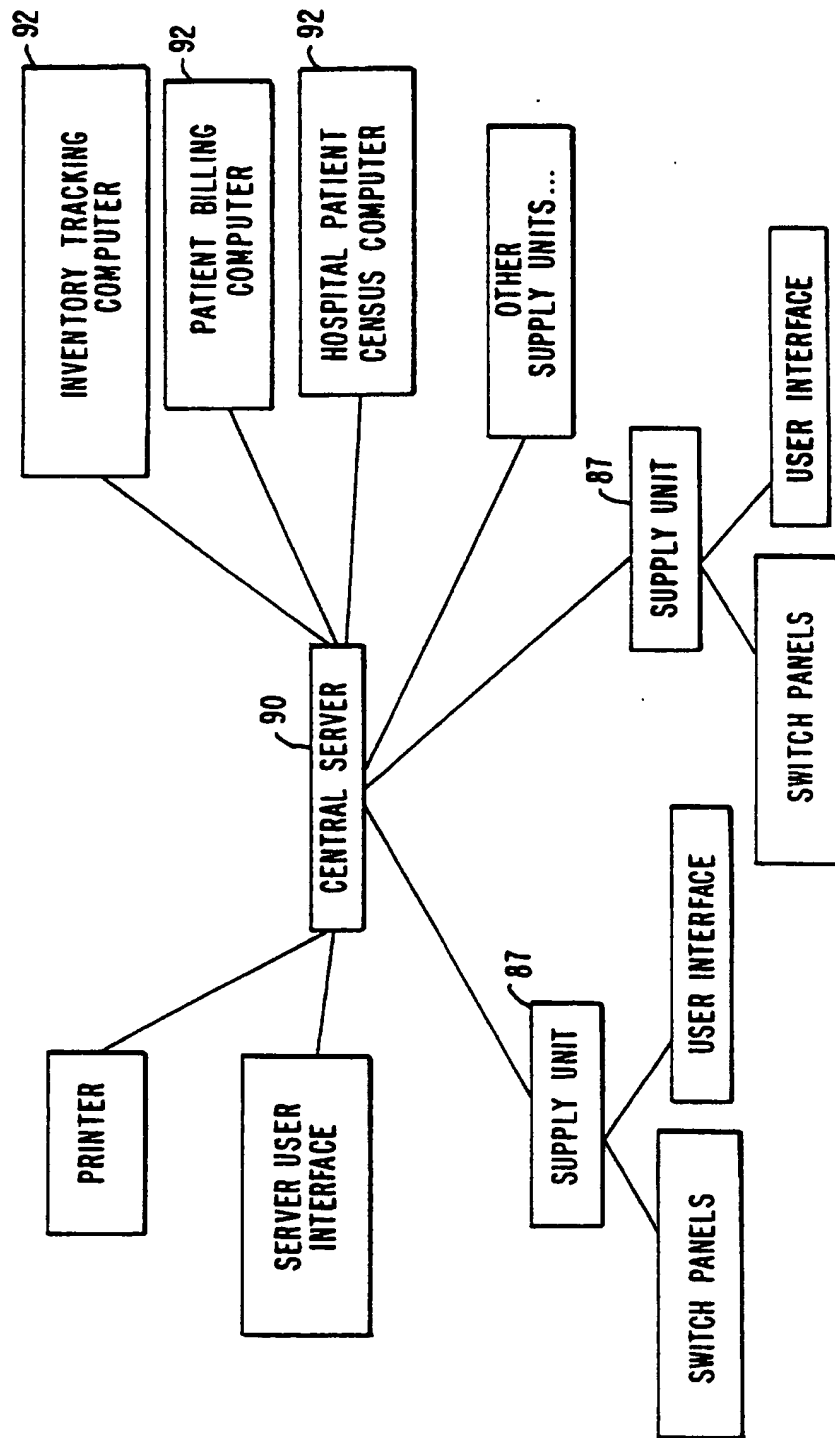 PRINTER
SERVER USER
INTERFACE
90
CENTRAL SERVER
92
INVENTORY TRACKING
COMPUTER
92
PATIENT BILLING
COMPUTER
92
HOSPITAL PATIENT
CENSUS COMPUTER
OTHER
SUPPLY UNITS...
87
SUPPLY UNIT
SWITCH PANELS
USER INTERFACE
87
SUPPLY UNIT
SWITCH PANELS
USER INTERFACE